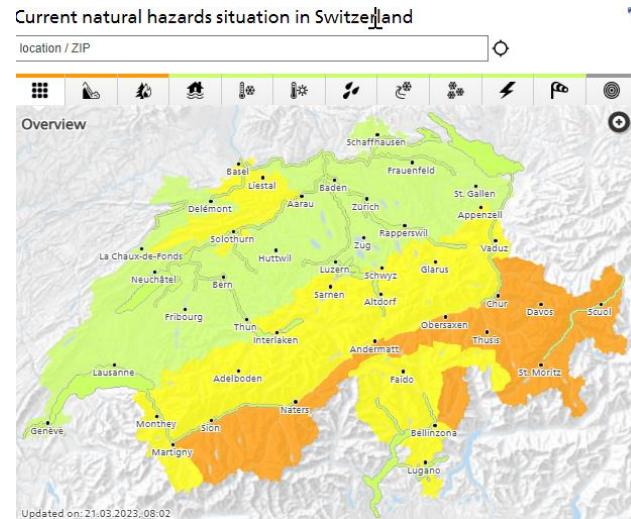 Current natural hazards situation in Switzerland
location / ZIP
Overview
Schaffhausen
Basel
Liestal
Baden
Frauenfeld
Delémont
Aarau
Zürich
St. Gallen
Appenzell
Solothurn
Zug
Rapperswil
Vaduz
La Chaux-de-Fonds
Huttwil
Luzern
Schwyz
Glarus
Neuchâtel
Bern
Sarnen
Altdorf
Chur
Davos
Scuol
Fribourg
Thun
Obersaxen
Interlaken
Thusis
Andermatt
Lausanne
Adelboden
Faido
St. Moritz
Naters
Genève
Monthey
Sion
Bellinzona
Martigny
Lugano
Updated on: 21.03.2023, 08:02